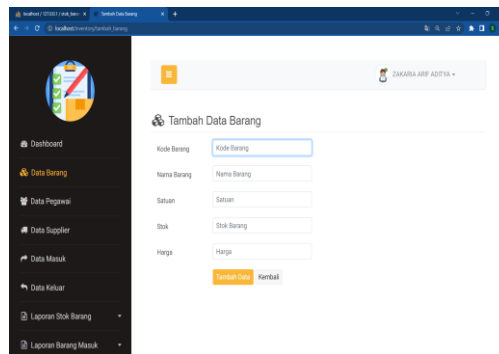 Tambah Data Barang
localhost/inventory/tambah_barang
ZAKARIA ARIF ADITYA
Dashboard
Data Barang
Data Pegawai
Data Supplier
Data Masuk
Data Keluar
Laporan Stok Barang
Laporan Barang Masuk
Tambah Data Barang
Kode Barang
Kode Barang
Nama Barang
Nama Barang
Satuan
Satuan
Stok
Stok Barang
Harga
Harga
Tambah Data
Kembali